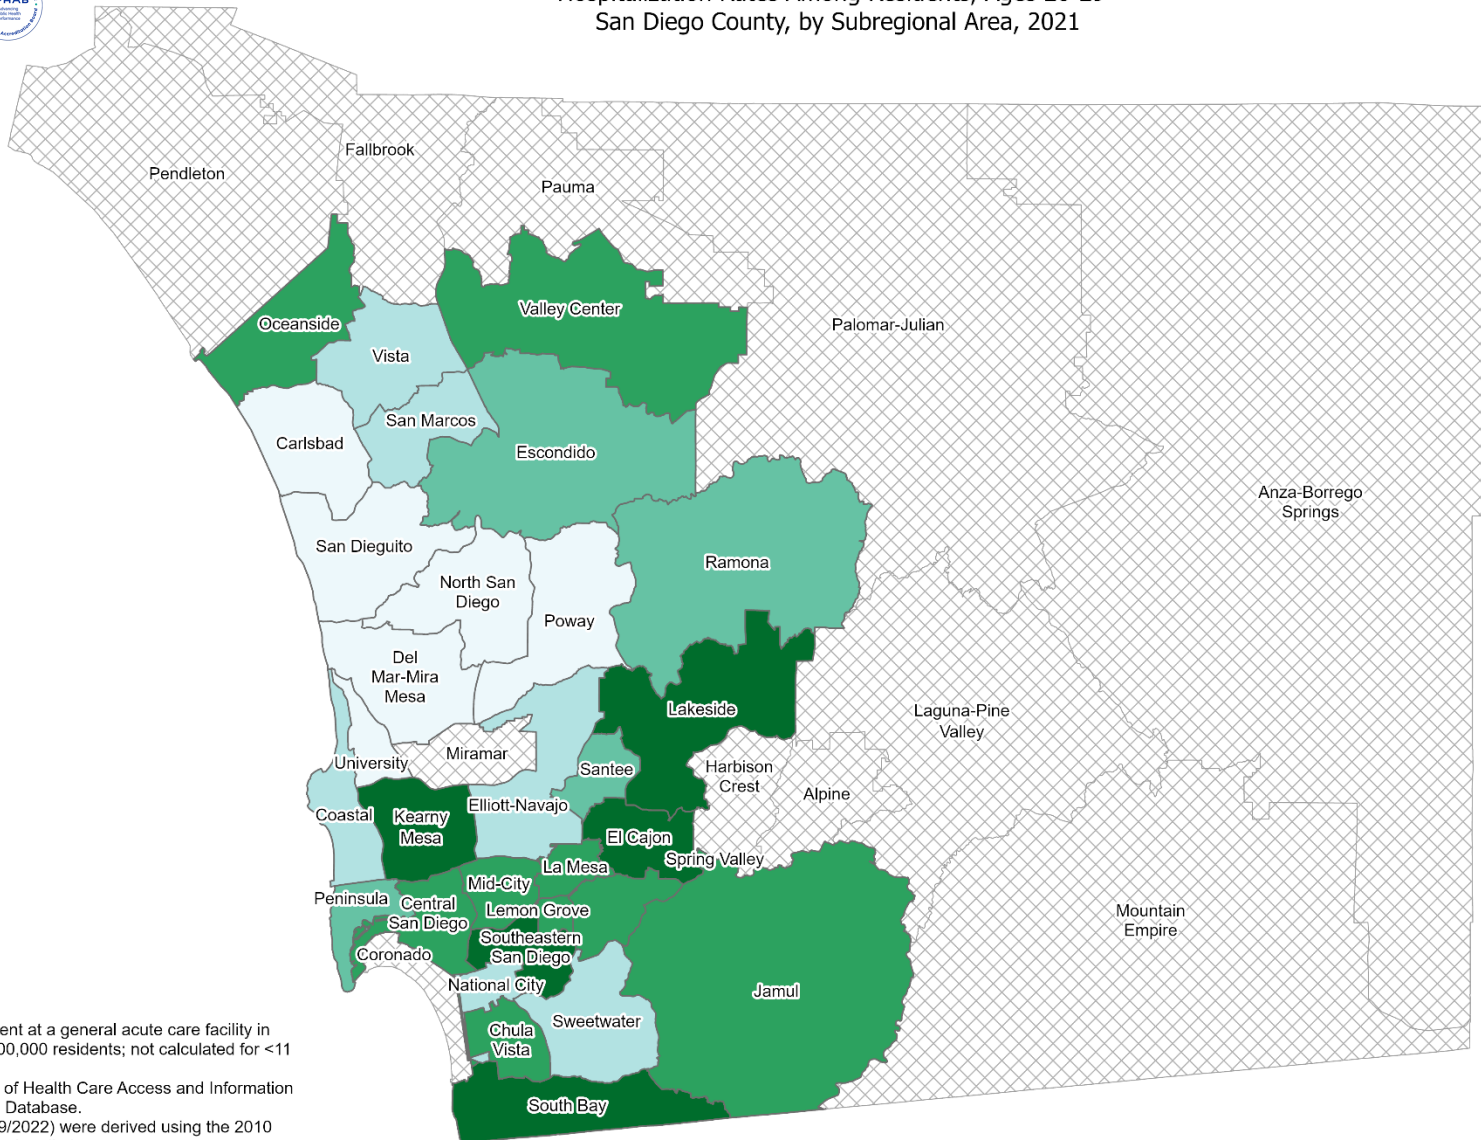 San Diego County, by Subregional Area, 2021
Fallbrook
Pendleton
Pauma
Valley Center
Oceanside
Palomar-Julian
Vista
San Marcos
Carlsbad
Escondido
Anza-Borrego
Springs
San Dieguito
Ramona
North San
Diego
Poway
Del
Mar-Mira
Mesa
Lakeside
Laguna-Pine
Valley
Miramar
University
Santee
Harbison
Crest
Alpine
Elliott-Navajo
Coastal
Kearny
Mesa
El Cajon
Spring Valley
La Mesa
Mid-City
Peninsula
Central
San Diego
Lemon Grove
Mountain
Empire
Southeastern
San Diego
Coronado
National City
Jamul
Sweetwater
Chula
Vista
South Bay
ent at a general acute care facility in
00,000 residents; not calculated for <11
of Health Care Access and Information
Database.
9/2022) were derived using the 2010